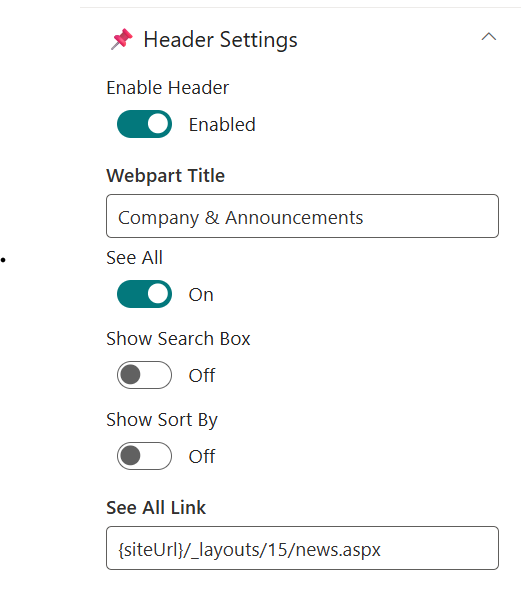 Header Settings
Enable Header
Enabled
Webpart Title
Company & Announcements
See All
On
Show Search Box
Off
Show Sort By
Off
See All Link
{siteUrl}/_layouts/15/news.aspx